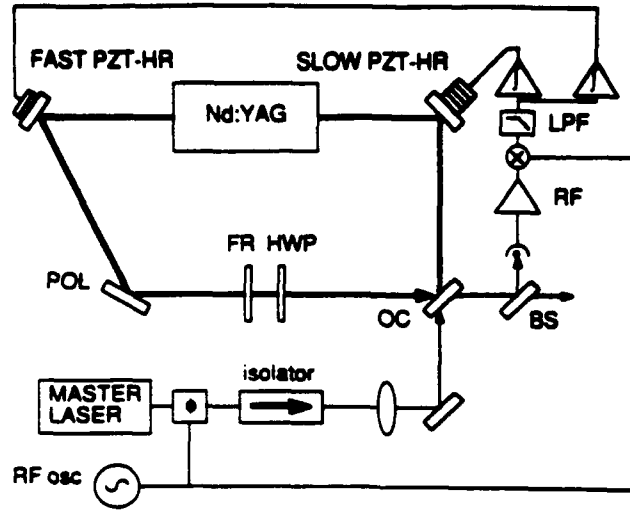 FAST PZT-HR
SLOW PZT-HR
Nd:YAG
LPF
RF
FR HWP
POL
OC
BS
isolator
MASTER
LASER
RF osc